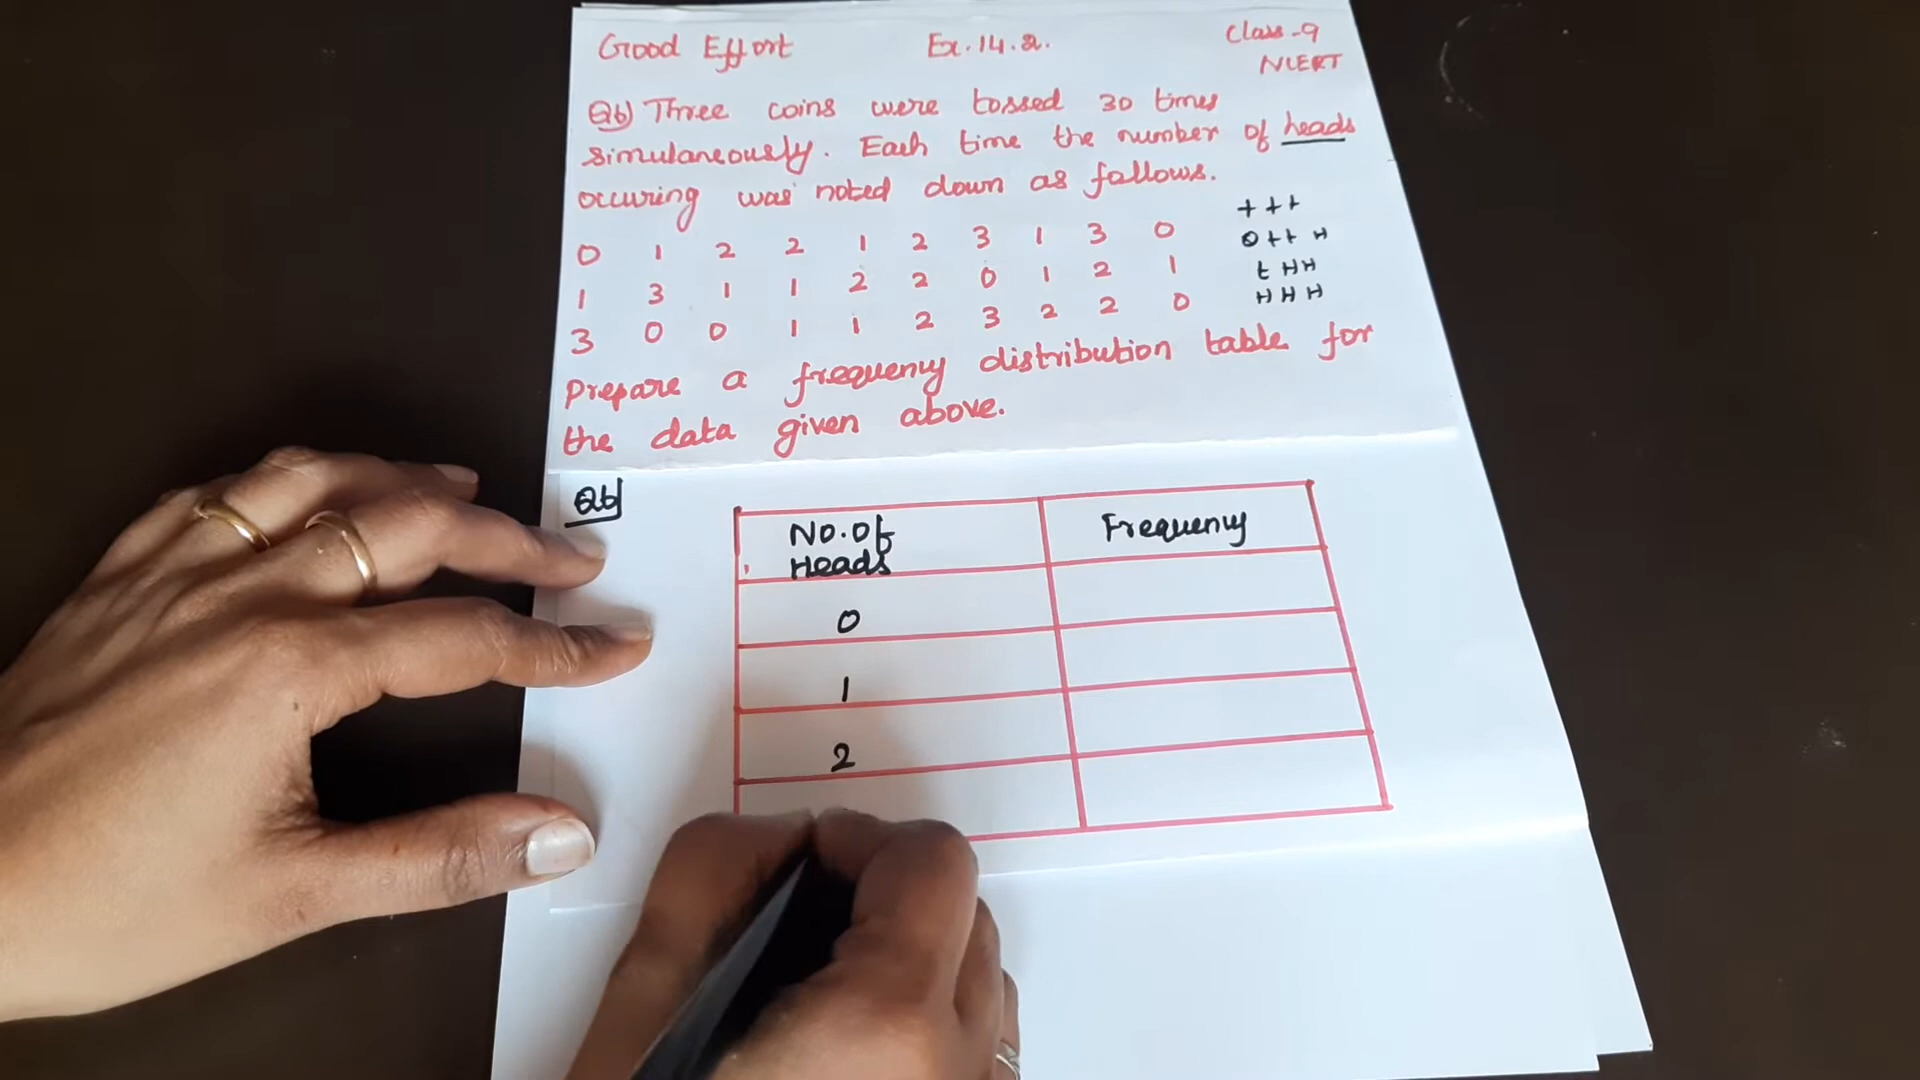 Good Effort Ex.14.2. Class-9
NCERT
Q6) Three coins were tossed 30 times
simulaneously. Each time the number of heads
occuring was noted down as follows.
0 1 2 2 1 2 3 1 3 0
1 3 1 1 2 2 0 1 2 1
3 0 0 1 1 2 3 2 2 0
t t t
t t H
t H H
H H H
Prepare a frequency distribution table for
the data given above.
Q6)
No.of Heads Frequency
0
1
2